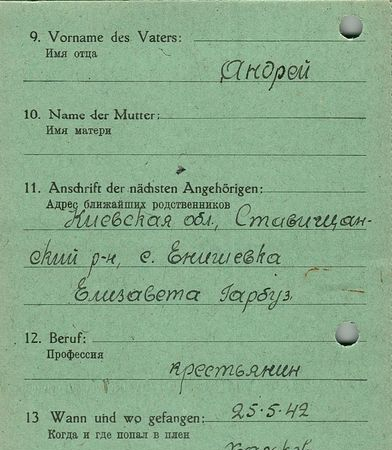 9. Vorname des Vaters:
Имя отца
Андрей
10. Name der Mutter:
Имя матери
11. Anschrift der nächsten Angehörigen:
Адрес ближайших родственников
Киевская обл., Ставищан-
ский р-н, с. Енишевка
Елизавета Гарбуз.
12. Beruf:
Профессия
крестьянин
13 Wann und wo gefangen: 25-5-42
Когда и где попал в плен